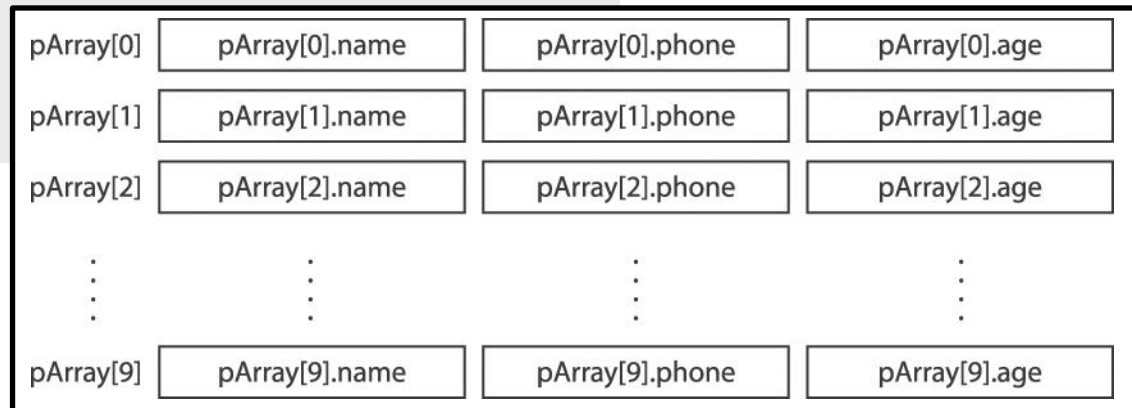 pArray[0] pArray[0].name pArray[0].phone pArray[0].age
pArray[1] pArray[1].name pArray[1].phone pArray[1].age
pArray[2] pArray[2].name pArray[2].phone pArray[2].age
pArray[9] pArray[9].name pArray[9].phone pArray[9].age